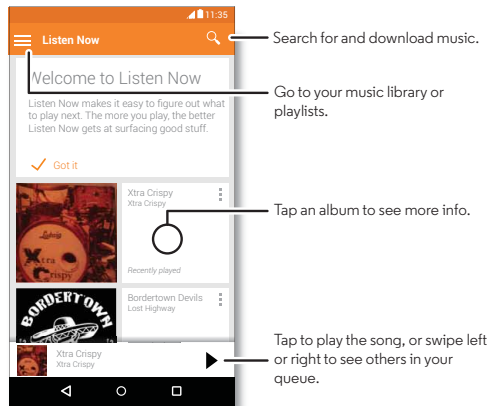 11:35
Listen Now
Search for and download music.
Welcome to Listen Now
Listen Now makes it easy to figure out what
to play next. The more you play, the better
Listen Now gets at surfacing good stuff.
Got it
Go to your music library or
playlists.
Ludwig
Xtra
Crispy
Xtra Crispy
Xtra Crispy
Recently played
Tap an album to see more info.
BORDERTOWN
Bordertown Devils
Lost Highway
Xtra Crispy
Xtra Crispy
Tap to play the song, or swipe left
or right to see others in your
queue.